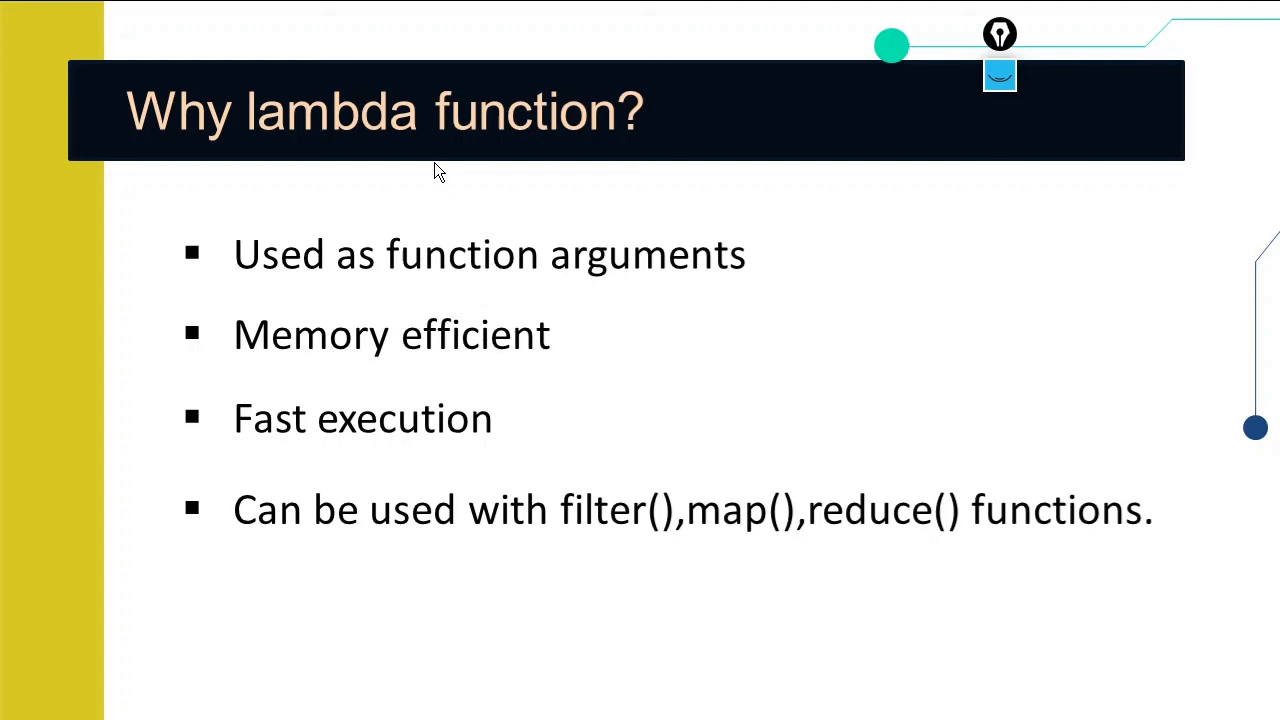 Why lambda function?
▪ Used as function arguments
▪ Memory efficient
▪ Fast execution
▪ Can be used with filter(),map(),reduce() functions.